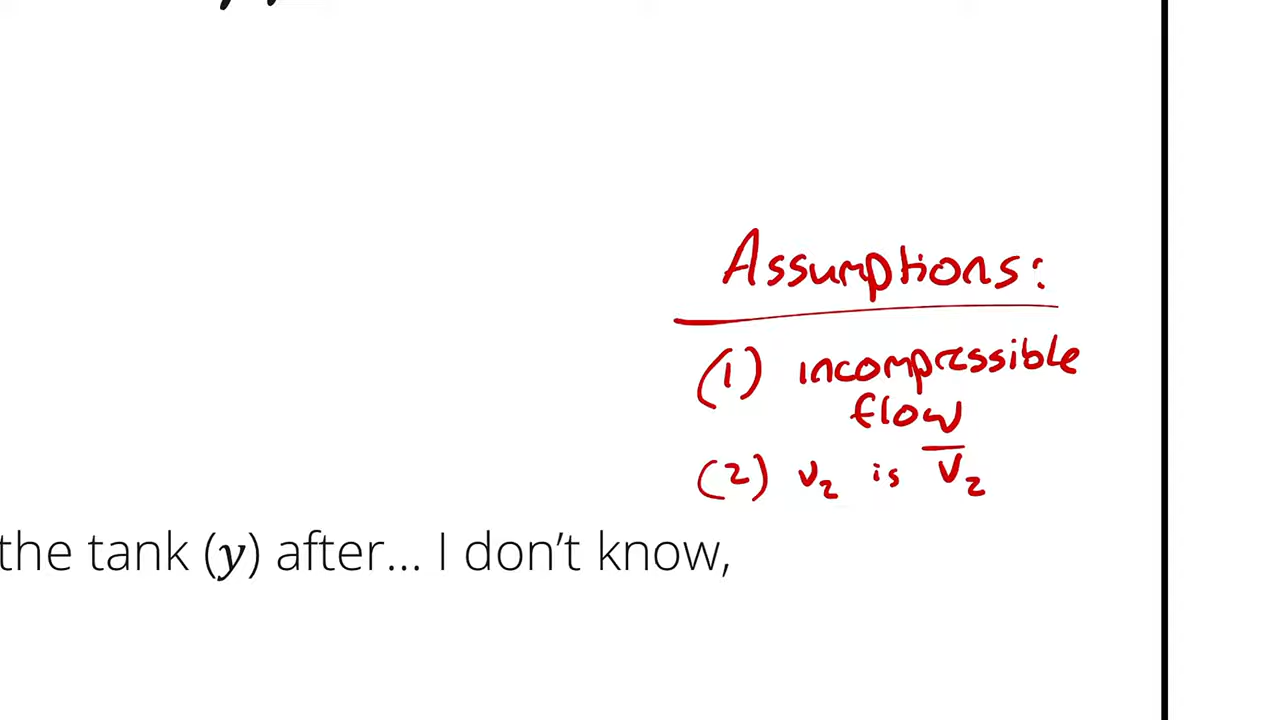 Assumptions:
(1) incompressible
flow
(2) v₂ is v̅₂
the tank (y) after... I don't know,